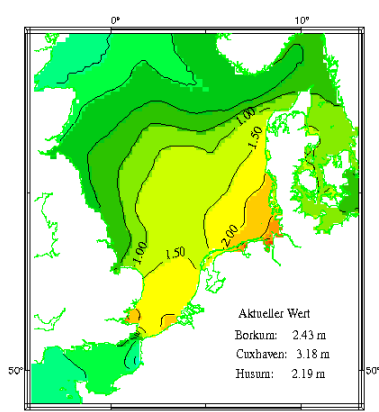 0° 10°
1.00
1.50
2.00
1.00
1.50
Aktueller Wert
Borkum: 2.43 m
Cuxhaven: 3.18 m
Husum: 2.19 m
50° 50°